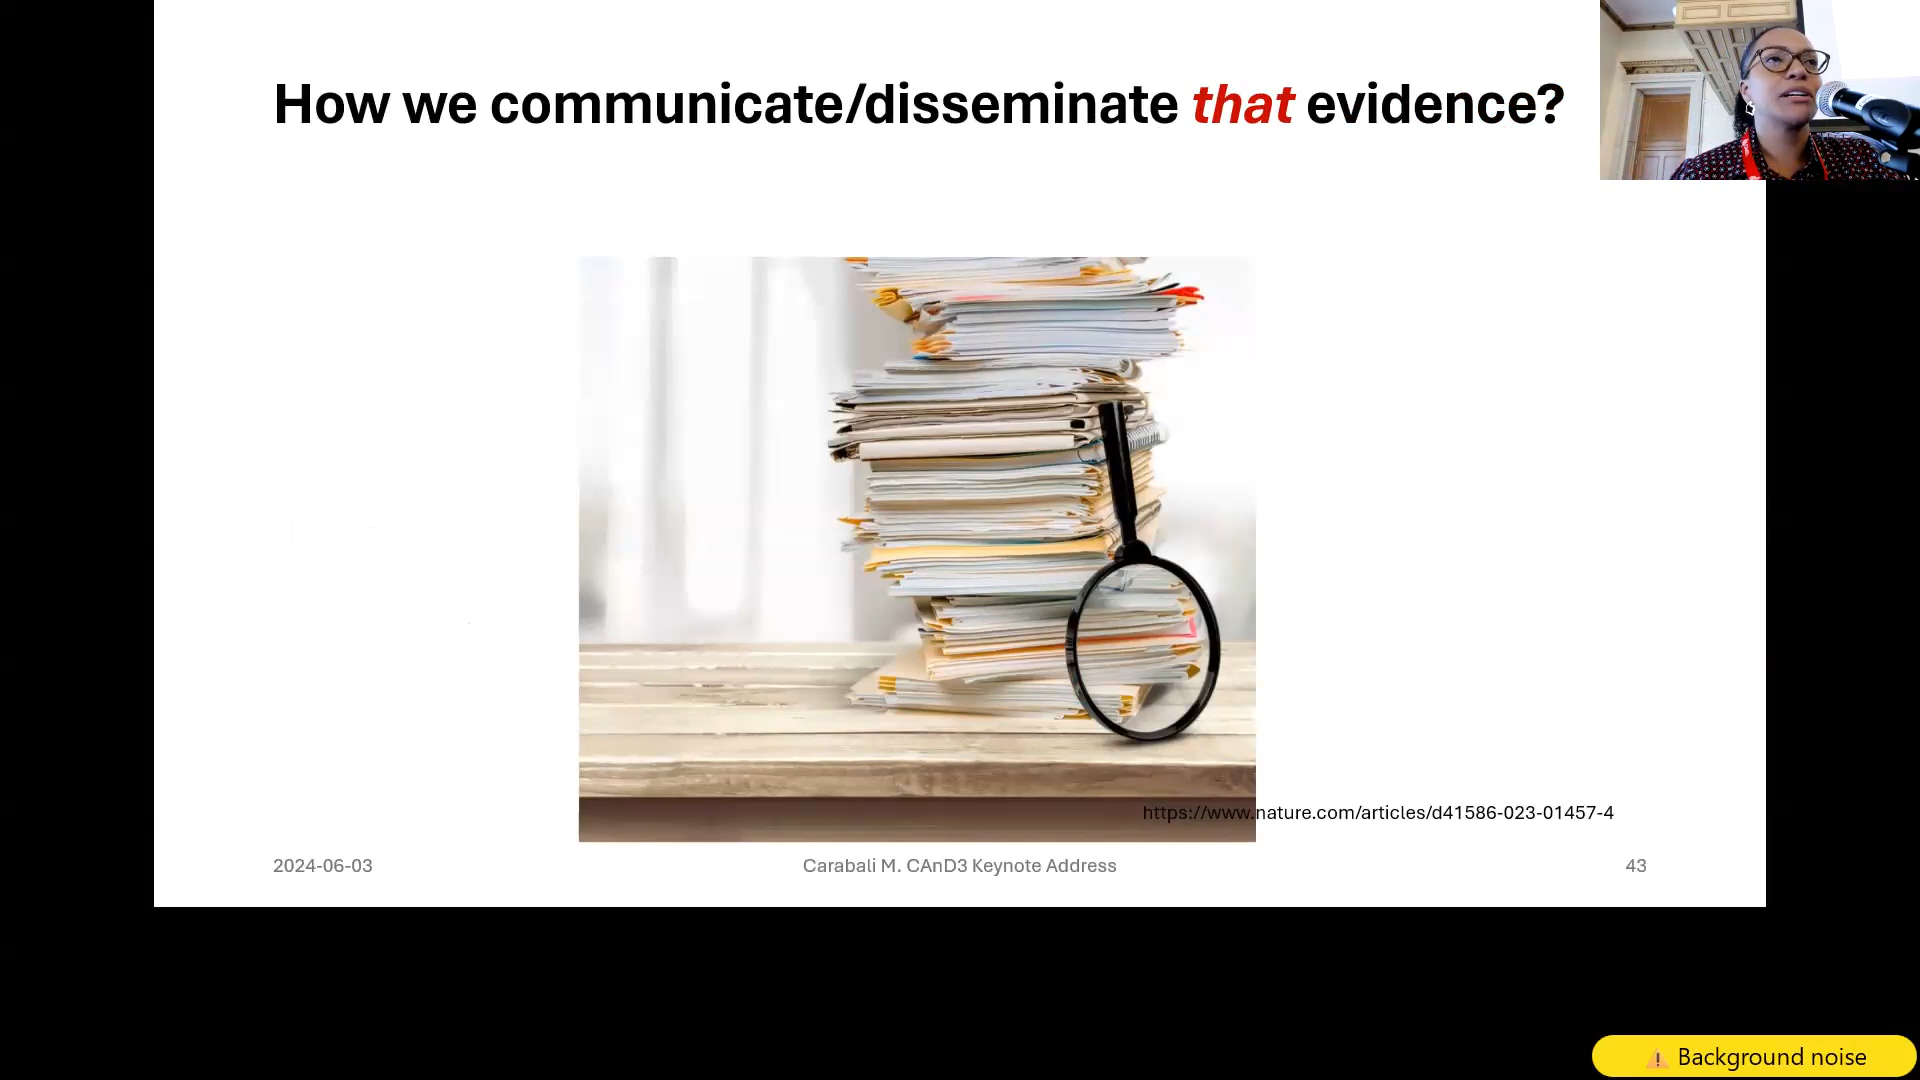 How we communicate/disseminate that evidence?
https://www.nature.com/articles/d41586-023-01457-4
2024-06-03
Carabali M. CAnD3 Keynote Address
43
Background noise